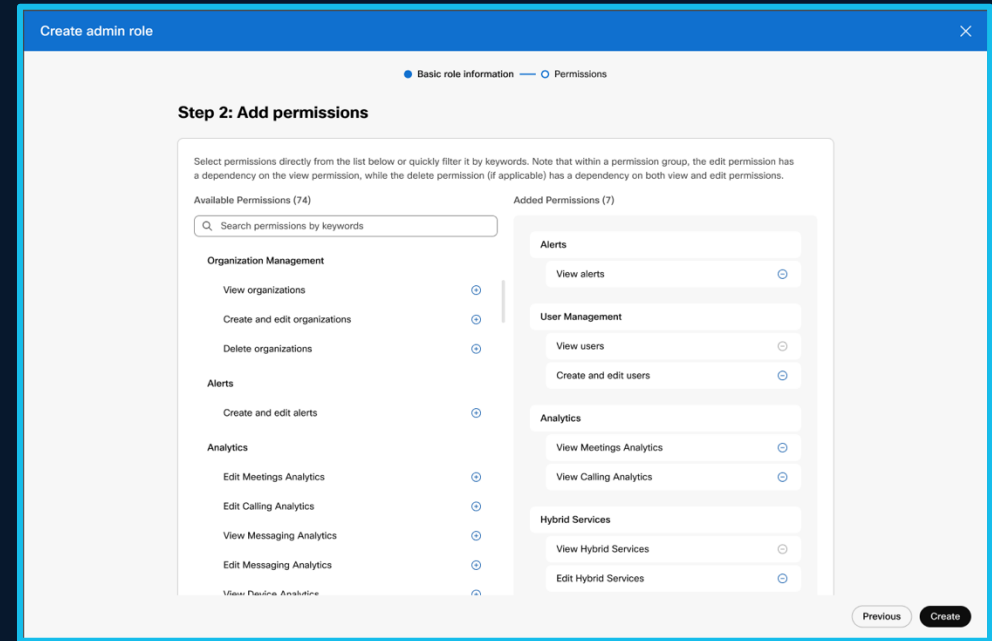 Create admin role
Basic role information
Permissions
Step 2: Add permissions
Select permissions directly from the list below or quickly filter it by keywords. Note that within a permission group, the edit permission has
a dependency on the view permission, while the delete permission (if applicable) has a dependency on both view and edit permissions.
Available Permissions (74)
Search permissions by keywords
Organization Management
View organizations
Create and edit organizations
Delete organizations
Alerts
Create and edit alerts
Analytics
Edit Meetings Analytics
Edit Calling Analytics
View Messaging Analytics
Edit Messaging Analytics
View Device Analytics
Added Permissions (7)
Alerts
View alerts
User Management
View users
Create and edit users
Analytics
View Meetings Analytics
View Calling Analytics
Hybrid Services
View Hybrid Services
Edit Hybrid Services
Previous
Create